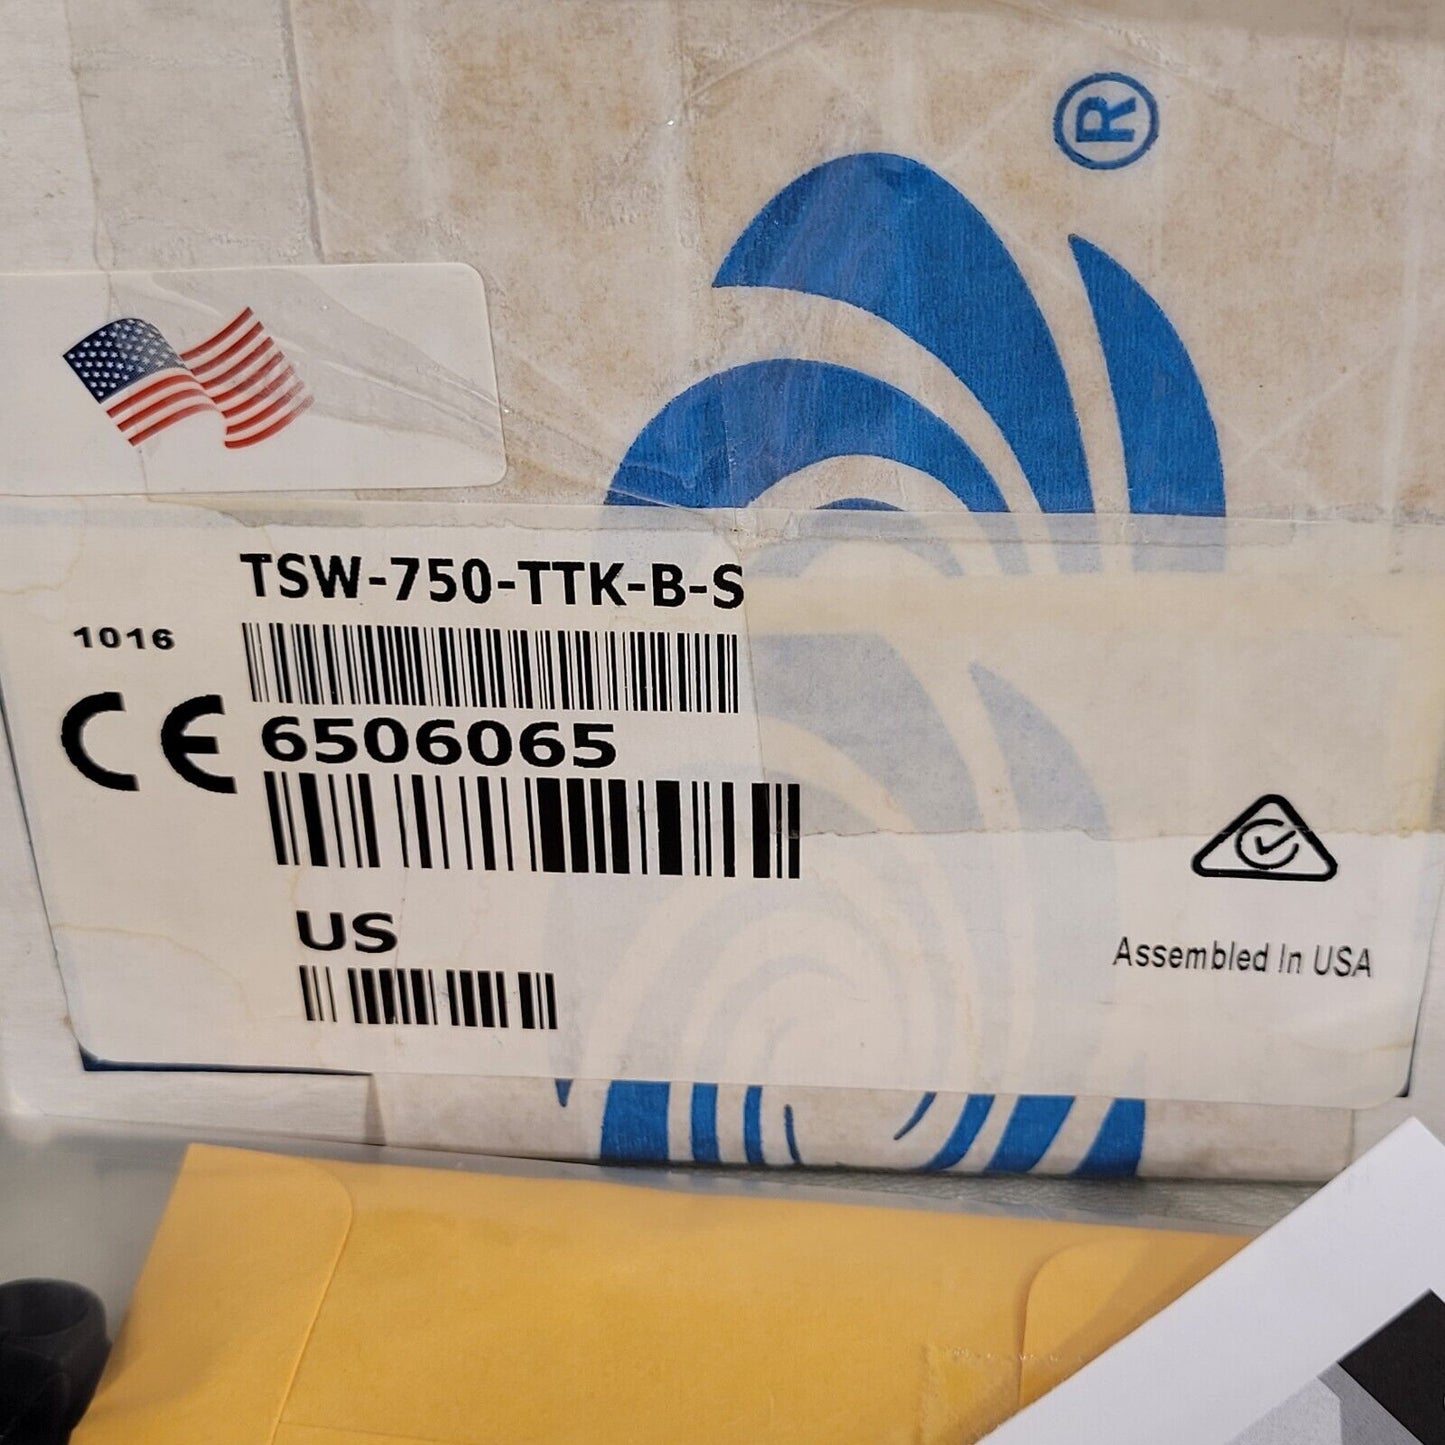 ®
TSW-750-TTK-B-S
1016
CE
6506065
US
Assembled In USA